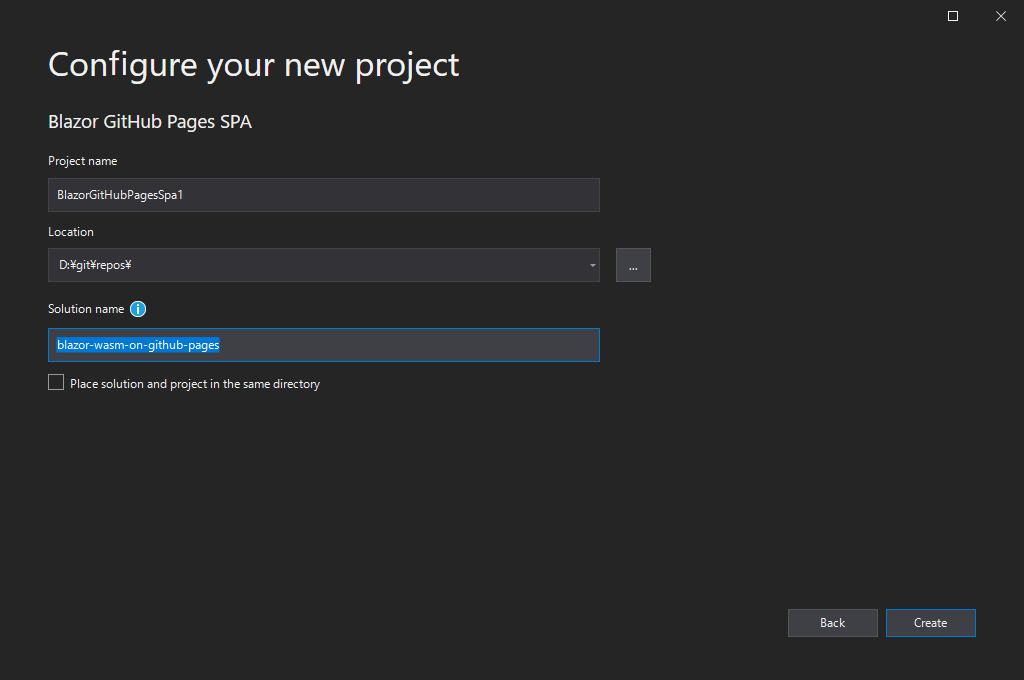 Configure your new project
Blazor GitHub Pages SPA
Project name
BlazorGitHubPagesSpa1
Location
D:¥git¥repos¥
...
Solution name
blazor-wasm-on-github-pages
Place solution and project in the same directory
Back
Create